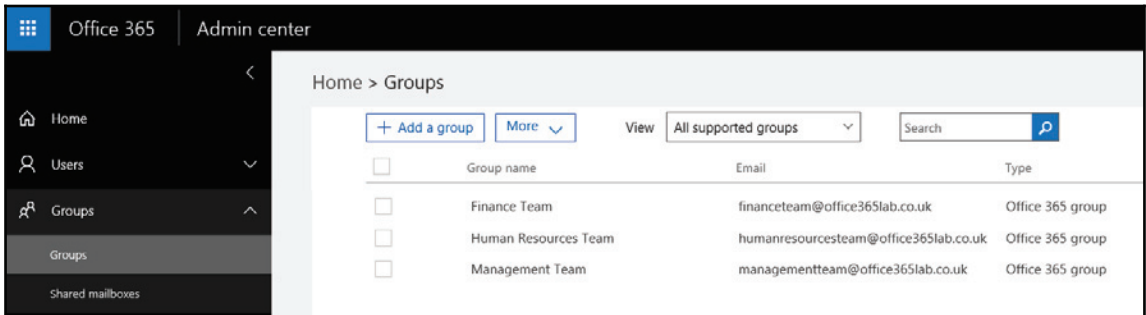 Office 365 Admin center
Home > Groups
Home
Users
Groups
Groups
Shared mailboxes
+ Add a group More View All supported groups Search
Group name Email Type
Finance Team financeteam@office365lab.co.uk Office 365 group
Human Resources Team humanresourcesteam@office365lab.co.uk Office 365 group
Management Team managementteam@office365lab.co.uk Office 365 group